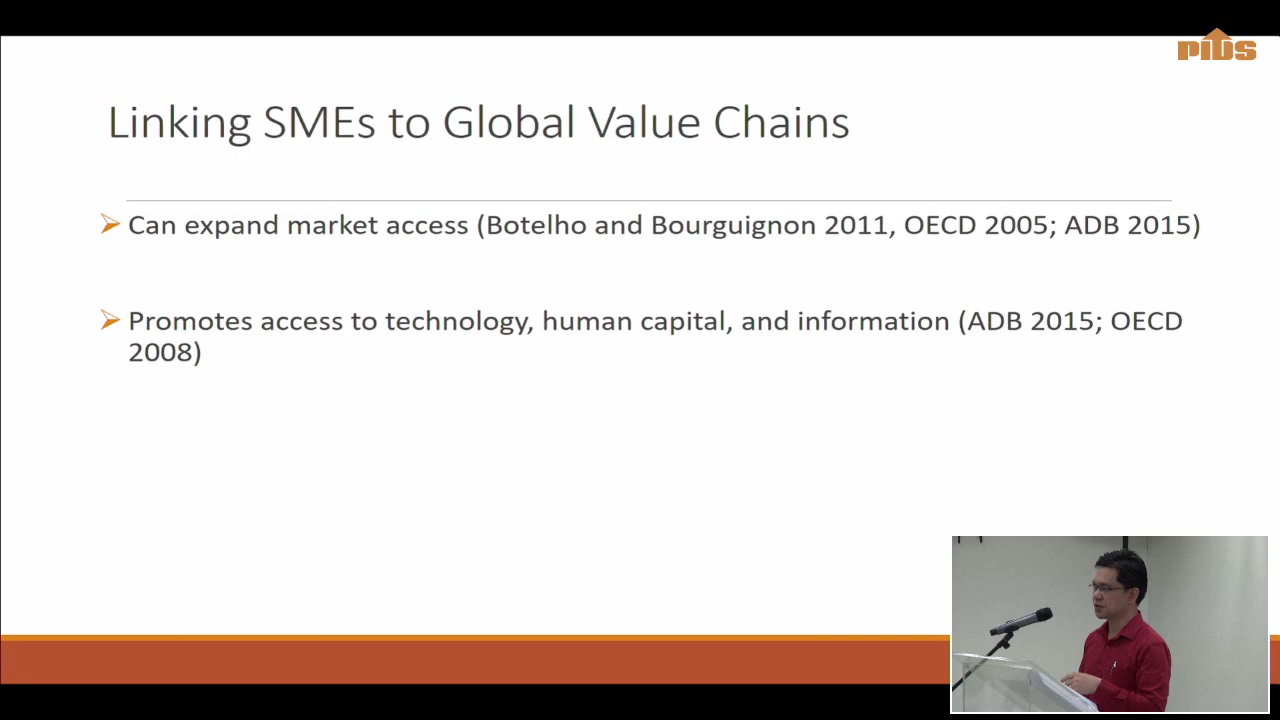 PIDS
Linking SMEs to Global Value Chains
Can expand market access (Botelho and Bourguignon 2011, OECD 2005; ADB 2015)
Promotes access to technology, human capital, and information (ADB 2015; OECD
2008)